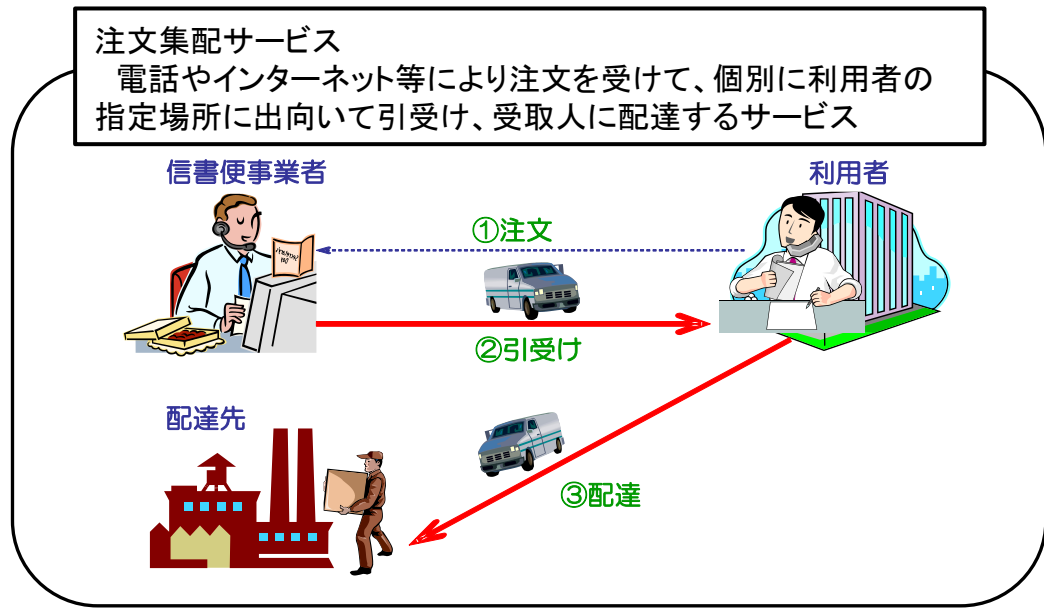 注文集配サービス
電話やインターネット等により注文を受けて、個別に利用者の
指定場所に出向いて引受け、受取人に配達するサービス
信書便事業者
利用者
①注文
②引受け
配達先
③配達